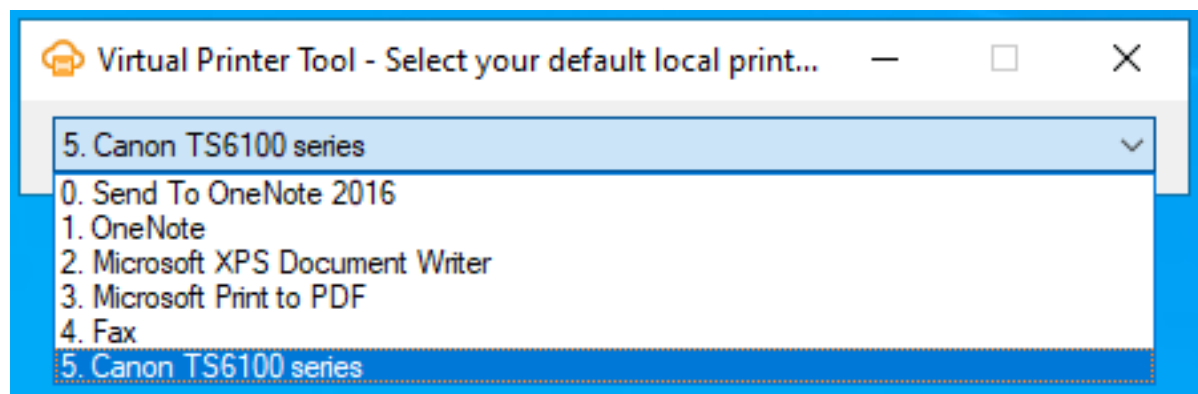 Virtual Printer Tool - Select your default local print...
5. Canon TS6100 series
0. Send To OneNote 2016
1. OneNote
2. Microsoft XPS Document Writer
3. Microsoft Print to PDF
4. Fax
5. Canon TS6100 series